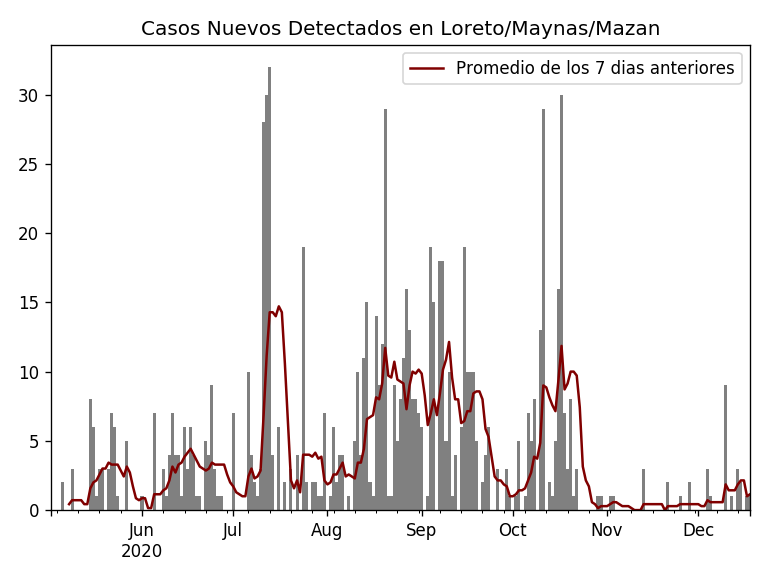 Casos Nuevos Detectados en Loreto/Maynas/Mazan
Promedio de los 7 dias anteriores
30
25
20
15
10
5
0
Jun Jul Aug Sep Oct Nov Dec
2020